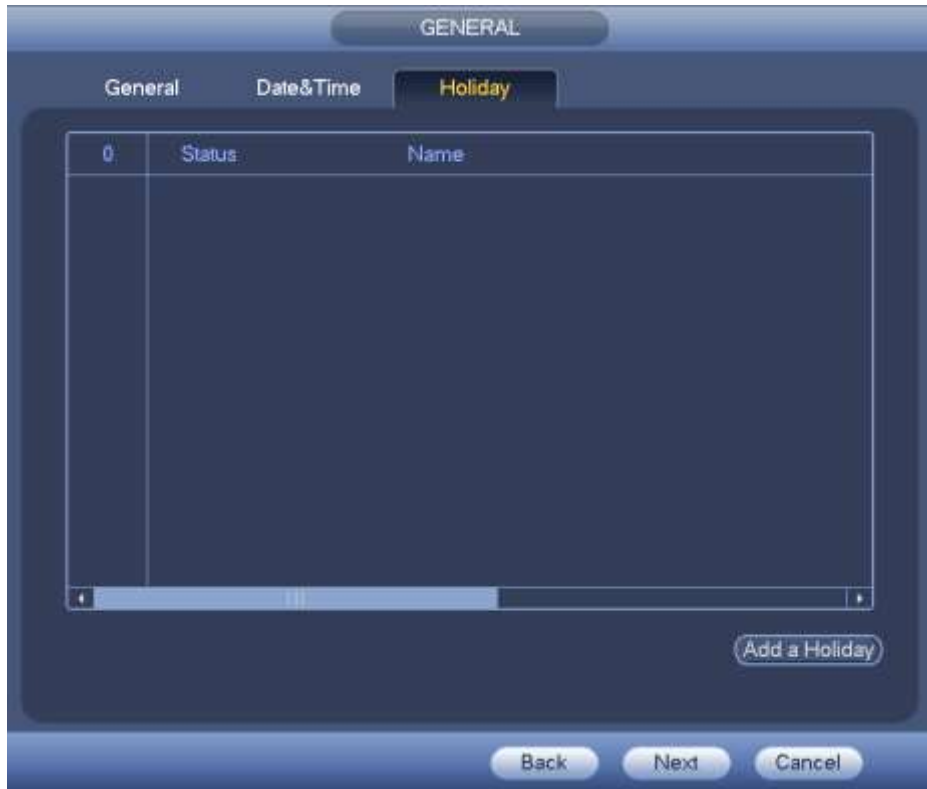 GENERAL
General Date&Time Holiday
0 Status Name
Add a Holiday
Back Next Cancel